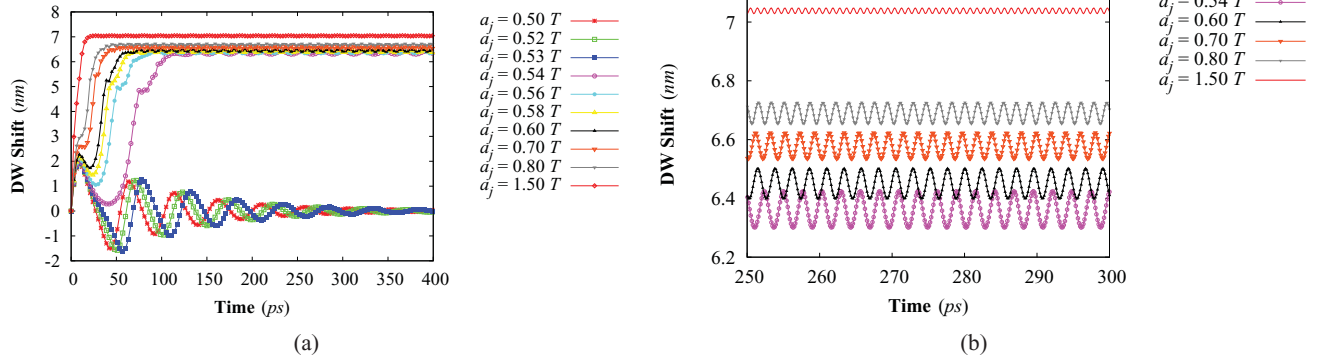 DW Shift (nm)
8
7
6
5
4
3
2
1
0
-1
-2
0 50 100 150 200 250 300 350 400
Time (ps)
a_j = 0.50 T
a_j = 0.52 T
a_j = 0.53 T
a_j = 0.54 T
a_j = 0.56 T
a_j = 0.58 T
a_j = 0.60 T
a_j = 0.70 T
a_j = 0.80 T
a_j = 1.50 T
(a)
DW Shift (nm)
7
6.8
6.6
6.4
6.2
250 260 270 280 290 300
Time (ps)
a_j = 0.54 T
a_j = 0.60 T
a_j = 0.70 T
a_j = 0.80 T
a_j = 1.50 T
(b)